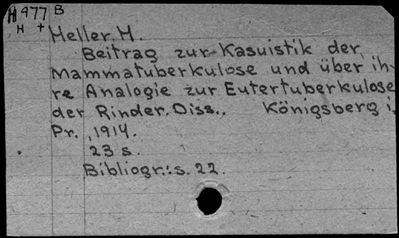 H 977 B
H +
Heller, H.
Beitrag zur Kasuistik der
Mammatuberkulose und über ih-
re Analogie zur Eutertuberkulose
der Rinder. Diss., Königsberg i.
Pr., 1914.
23 s.
Bibliogr.: s. 22.